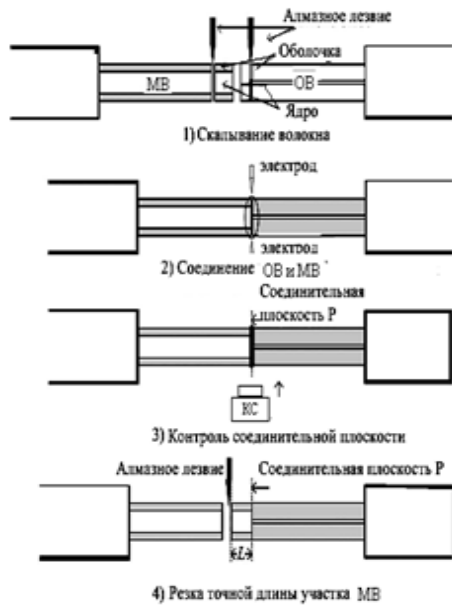 Алмазное лезвие
Оболочка
МВ
ОВ
Ядро
1) Скалывание волокна
электрод
электрод
2) Соединение ОВ и МВ
Соединительная
плоскость Р
КС
3) Контроль соединительной плоскости
Алмазное лезвие
Соединительная плоскость Р
L
4) Резка точной длины участка МВ